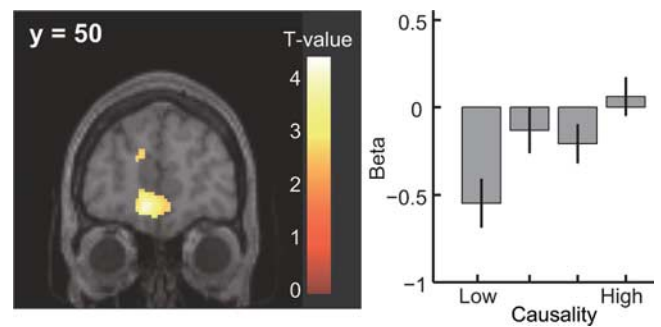 y = 50
T-value
4
3
2
1
0
0.5
0
−0.5
−1
Beta
Low
High
Causality